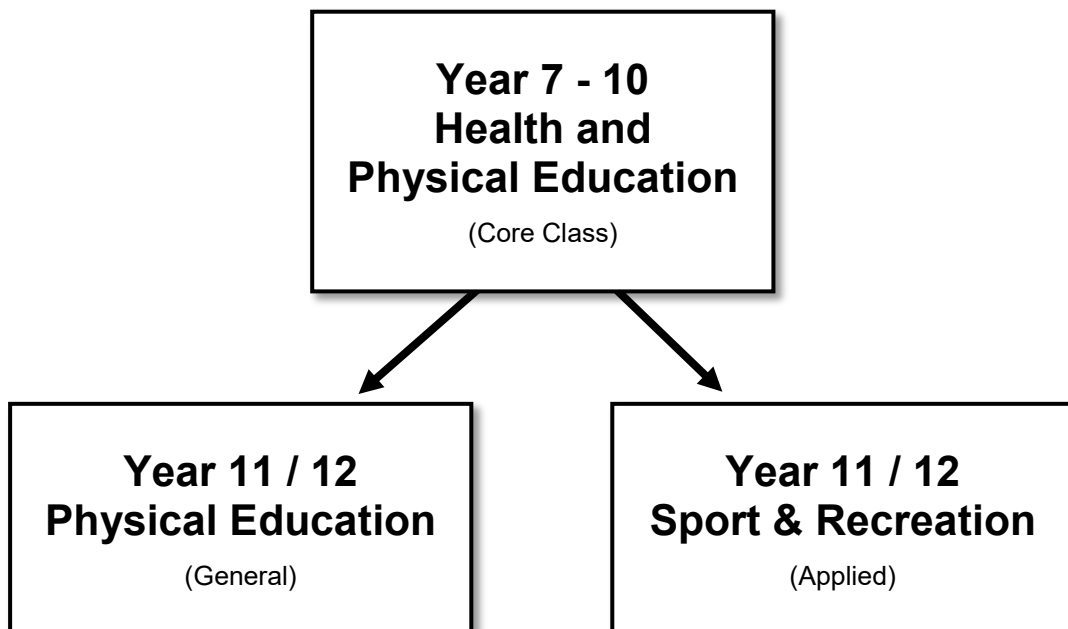 Year 7 - 10
Health and
Physical Education
(Core Class)
Year 11 / 12
Physical Education
(General)
Year 11 / 12
Sport & Recreation
(Applied)